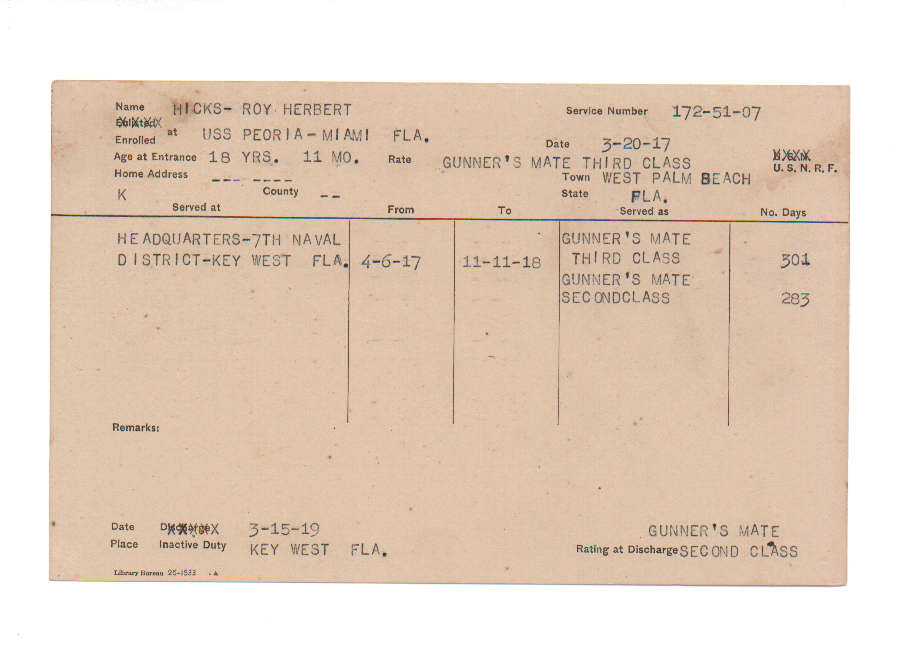 Name HICKS- ROY HERBERT Service Number 172-51-07
Enlisted
Enrolled at USS PEORIA-MIAMI FLA. Date 3-20-17
Age at Entrance 18 YRS. 11 MO. Rate GUNNER'S MATE THIRD CLASS U. S. N. R. F.
Home Address --- ---- Town WEST PALM BEACH
K County -- State FLA.
Served at From To Served as No. Days
HEADQUARTERS-7TH NAVAL GUNNER'S MATE
DISTRICT-KEY WEST FLA. 4-6-17 11-11-18 THIRD CLASS 301
GUNNER'S MATE
SECONDCLASS 283
Remarks:
Date Discharge 3-15-19 GUNNER'S MATE
Place Inactive Duty KEY WEST FLA. Rating at Discharge SECOND CLASS
Library Bureau 26-1533 .A